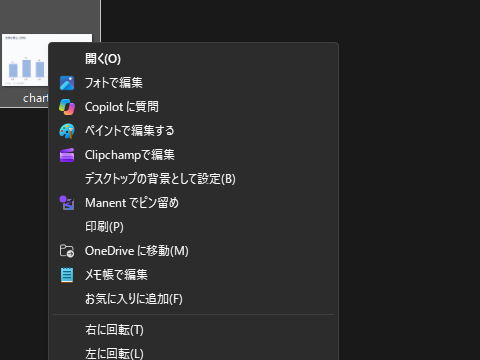 開く(O)
フォトで編集
chart
Copilot に質問
ペイントで編集する
Clipchampで編集
デスクトップの背景として設定(B)
Manent でピン留め
印刷(P)
OneDrive に移動(M)
メモ帳で編集
お気に入りに追加(F)
右に回転(T)
左に回転(L)